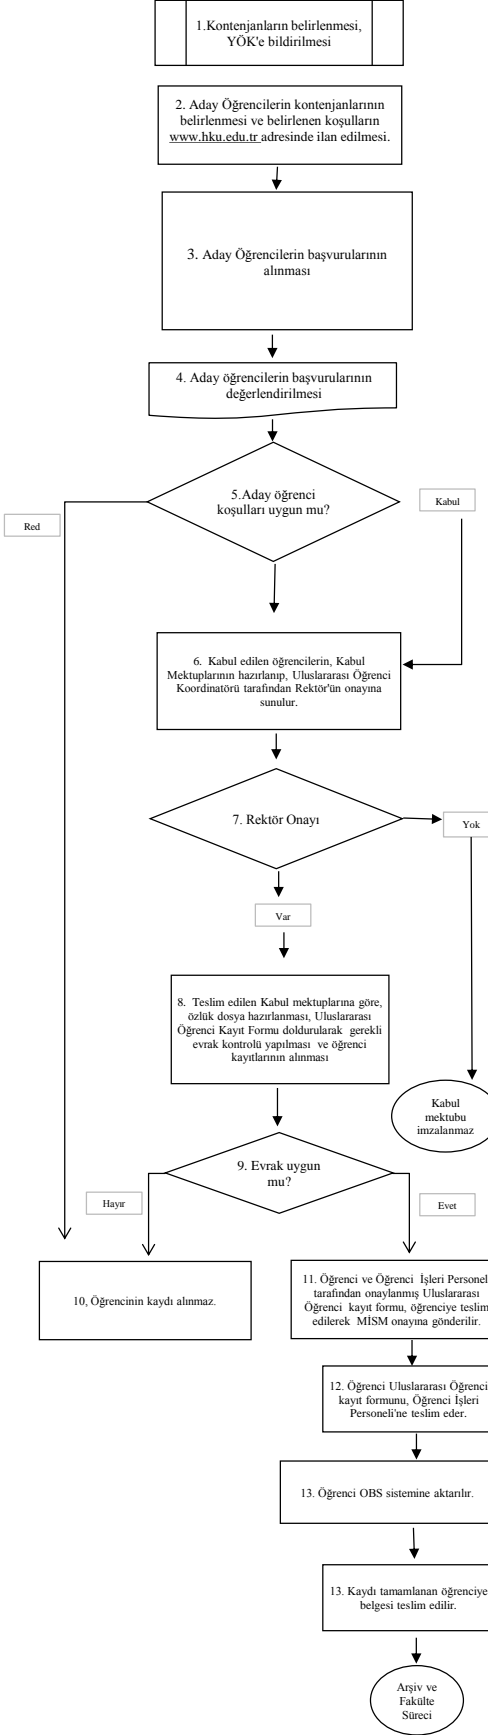 1.Kontenjanların belirlenmesi,
YÖK'e bildirilmesi
2. Aday Öğrencilerin kontenjanlarının
belirlenmesi ve belirlenen koşulların
www.hku.edu.tr adresinde ilan edilmesi.
3. Aday Öğrencilerin başvurularının
alınması
4. Aday öğrencilerin başvurularının
değerlendirilmesi
5.Aday öğrenci
koşulları uygun mu?
Kabul
Red
6. Kabul edilen öğrencilerin, Kabul
Mektuplarının hazırlanıp, Uluslararası Öğrenci
Koordinatörü tarafından Rektör'ün onayına
sunulur.
7. Rektör Onayı
Yok
Var
8. Teslim edilen Kabul mektuplarına göre,
özlük dosya hazırlanması, Uluslararası
Öğrenci Kayıt Formu doldurularak gerekli
evrak kontrolü yapılması ve öğrenci
kayıtlarının alınması
Kabul
mektubu
imzalanmaz
9. Evrak uygun
mu?
Hayır
Evet
10, Öğrencinin kaydı alınmaz.
11. Öğrenci ve Öğrenci İşleri Personel
tarafından onaylanmış Uluslararası
Öğrenci kayıt formu, öğrenciye teslim
edilerek MİSM onayına gönderilir.
12. Öğrenci Uluslararası Öğrenci
kayıt formunu, Öğrenci İşleri
Personeli'ne teslim eder.
13. Öğrenci OBS sistemine aktarılır.
13. Kaydı tamamlanan öğrenciye
belgesi teslim edilir.
Arşiv ve
Fakülte
Süreci